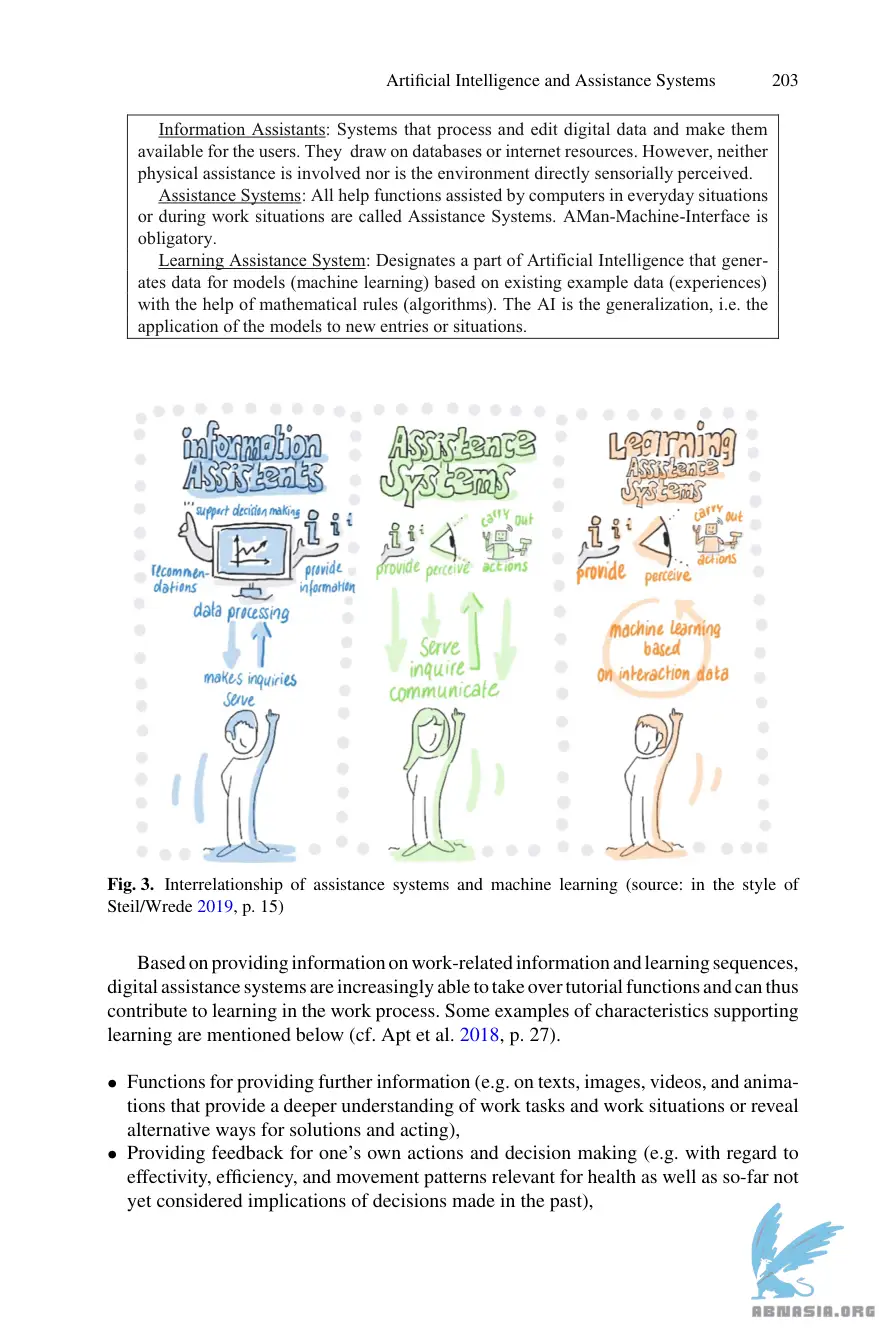 Artificial Intelligence and Assistance Systems 203
Information Assistants: Systems that process and edit digital data and make them
available for the users. They draw on databases or internet resources. However, neither
physical assistance is involved nor is the environment directly sensorially perceived.
Assistance Systems: All help functions assisted by computers in everyday situations
or during work situations are called Assistance Systems. AMan-Machine-Interface is
obligatory.
Learning Assistance System: Designates a part of Artificial Intelligence that gener-
ates data for models (machine learning) based on existing example data (experiences)
with the help of mathematical rules (algorithms). The AI is the generalization, i.e. the
application of the models to new entries or situations.
information
Assistents
support decision making
i i i
recommen-
dations
provide
information
data processing
makes inquiries
serve
Assistence
Systems
i i i
carry out
provide perceive actions
Serve
inquire
communicate
Learning
Assistence
Systems
i i i
carry out
actions
provide perceive
machine learning
based
on interaction data
Fig. 3. Interrelationship of assistance systems and machine learning (source: in the style of
Steil/Wrede 2019, p. 15)
Based on providing information on work-related information and learning sequences,
digital assistance systems are increasingly able to take over tutorial functions and can thus
contribute to learning in the work process. Some examples of characteristics supporting
learning are mentioned below (cf. Apt et al. 2018, p. 27).
• Functions for providing further information (e.g. on texts, images, videos, and anima-
tions that provide a deeper understanding of work tasks and work situations or reveal
alternative ways for solutions and acting),
• Providing feedback for one's own actions and decision making (e.g. with regard to
effectivity, efficiency, and movement patterns relevant for health as well as so-far not
yet considered implications of decisions made in the past),
ABNASIA.ORG